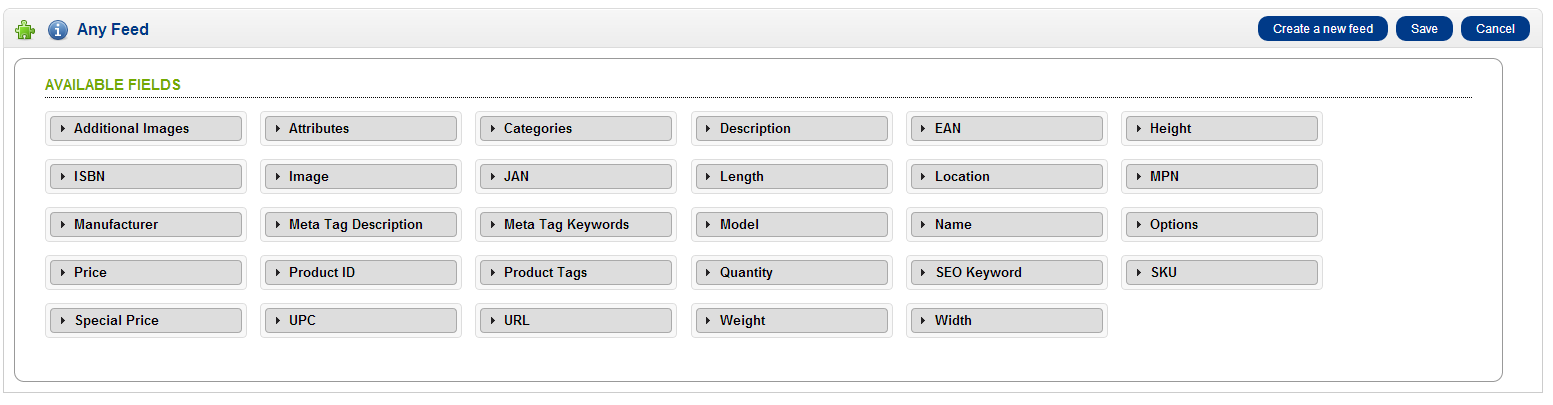 Any Feed Create a new feed Save Cancel
AVAILABLE FIELDS
Additional Images Attributes Categories Description EAN Height
ISBN Image JAN Length Location MPN
Manufacturer Meta Tag Description Meta Tag Keywords Model Name Options
Price Product ID Product Tags Quantity SEO Keyword SKU
Special Price UPC URL Weight Width